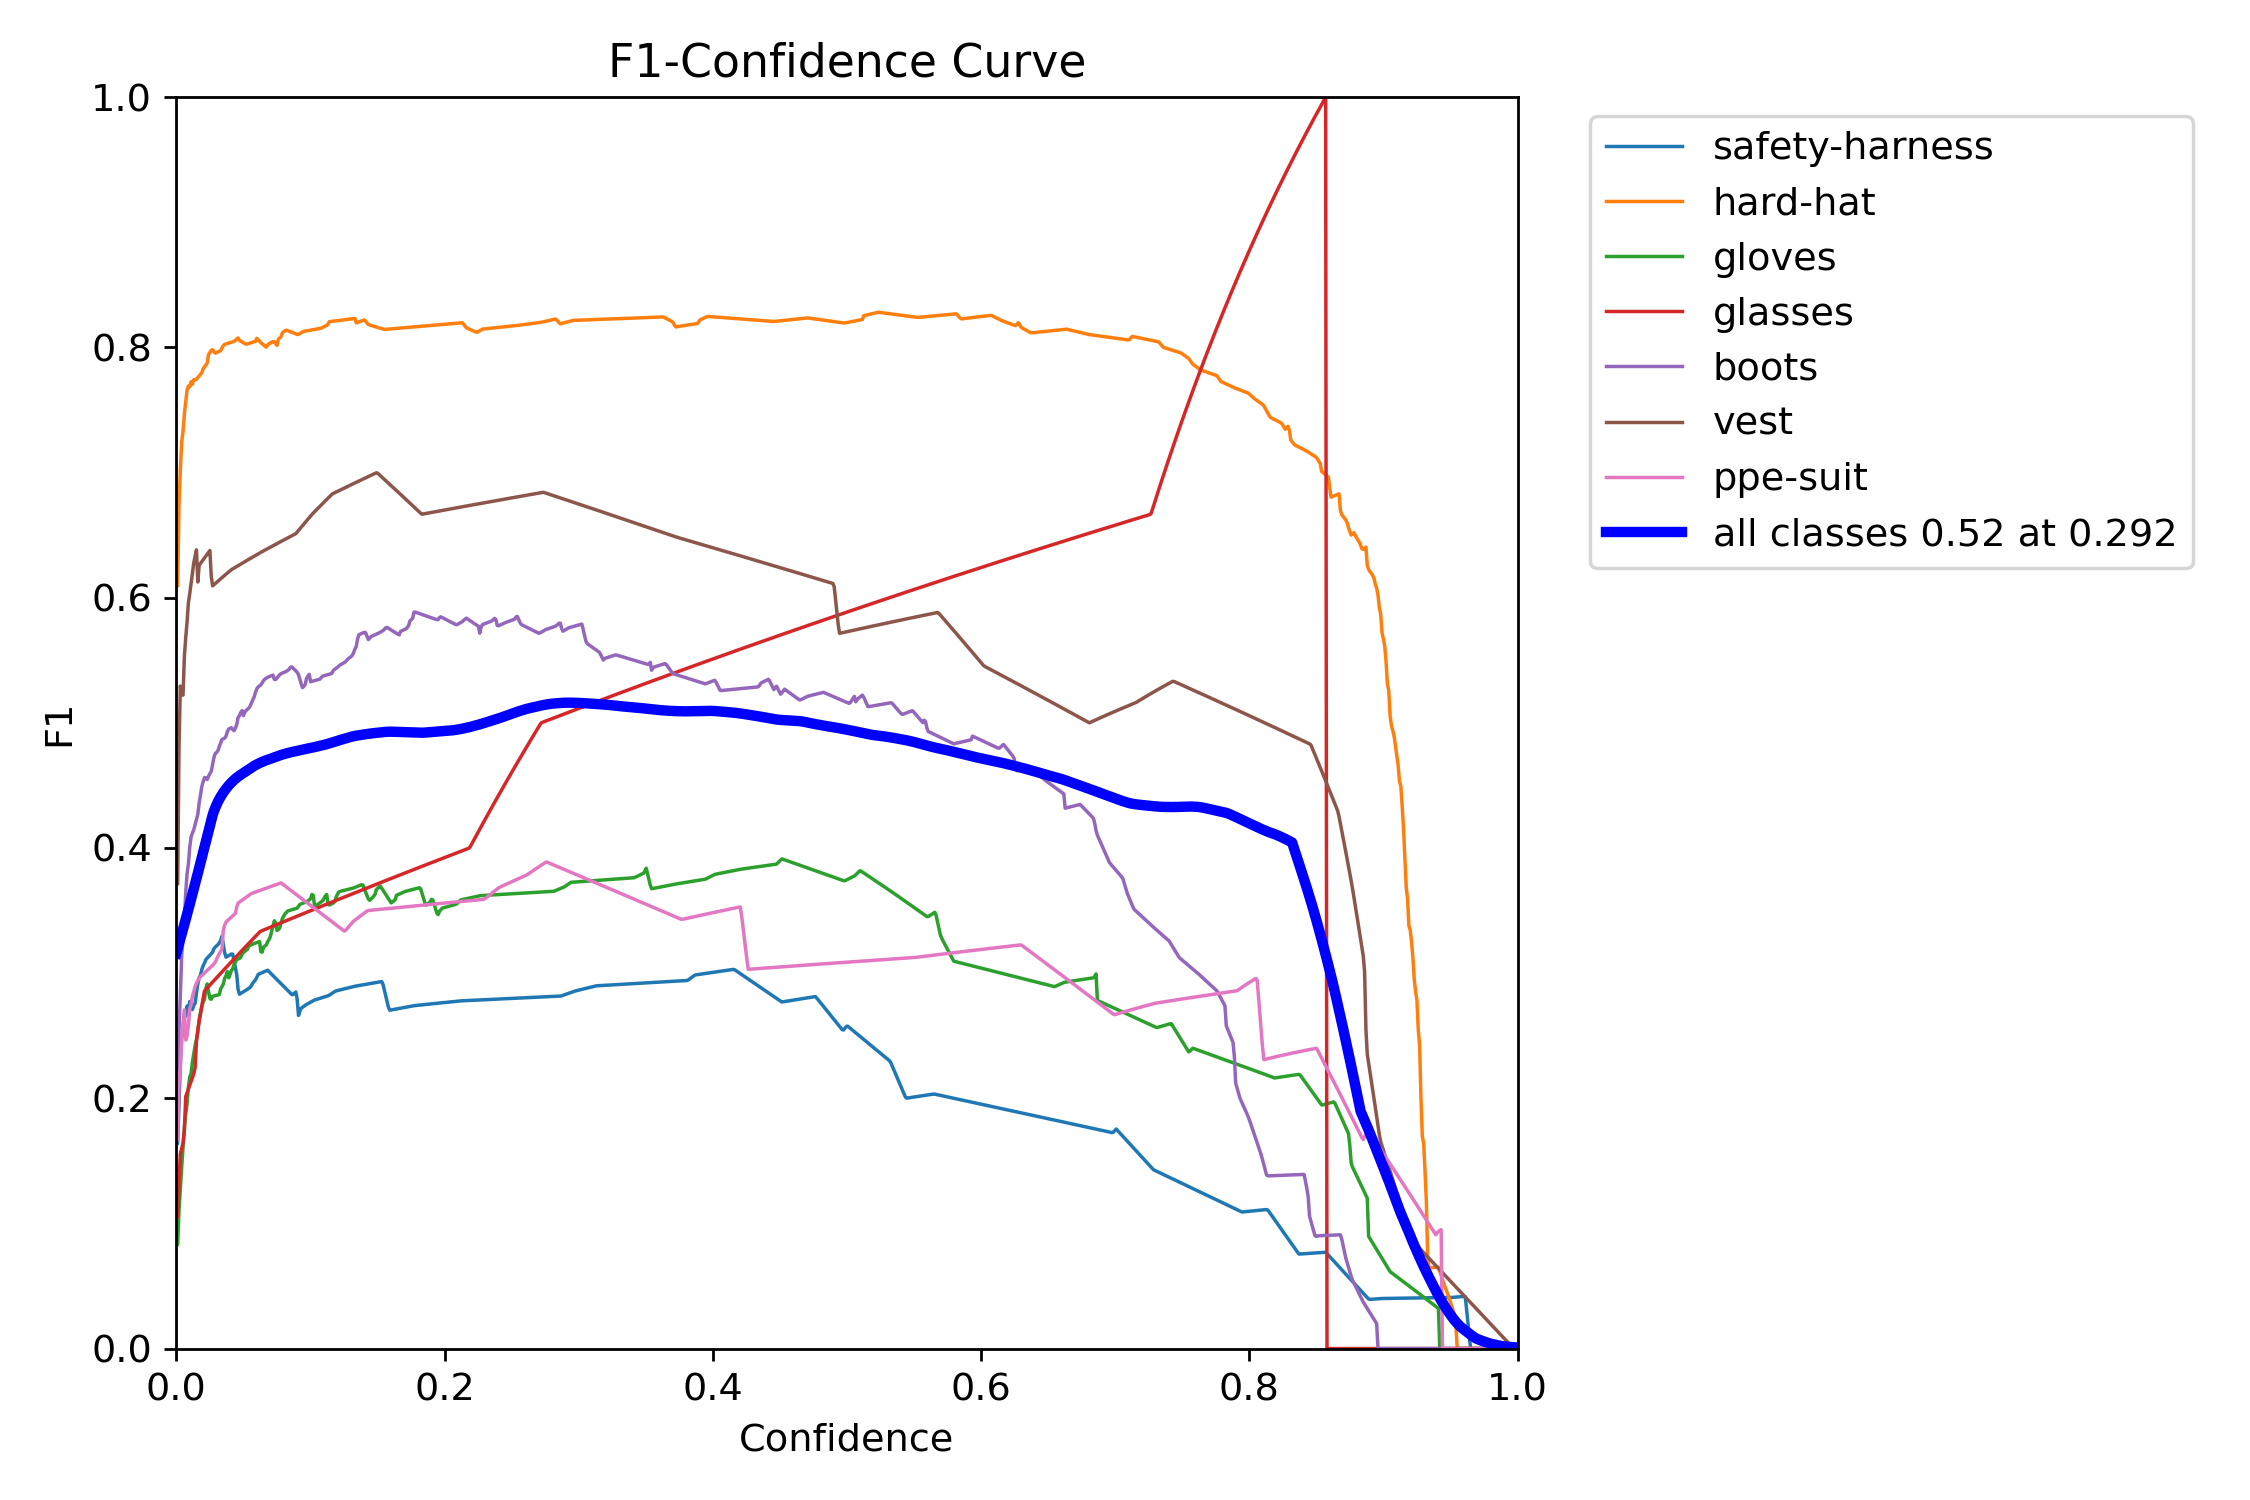 F1-Confidence Curve
1.0
0.8
0.6
0.4
0.2
0.0
F1
0.0 0.2 0.4 0.6 0.8 1.0
Confidence
safety-harness
hard-hat
gloves
glasses
boots
vest
ppe-suit
all classes 0.52 at 0.292